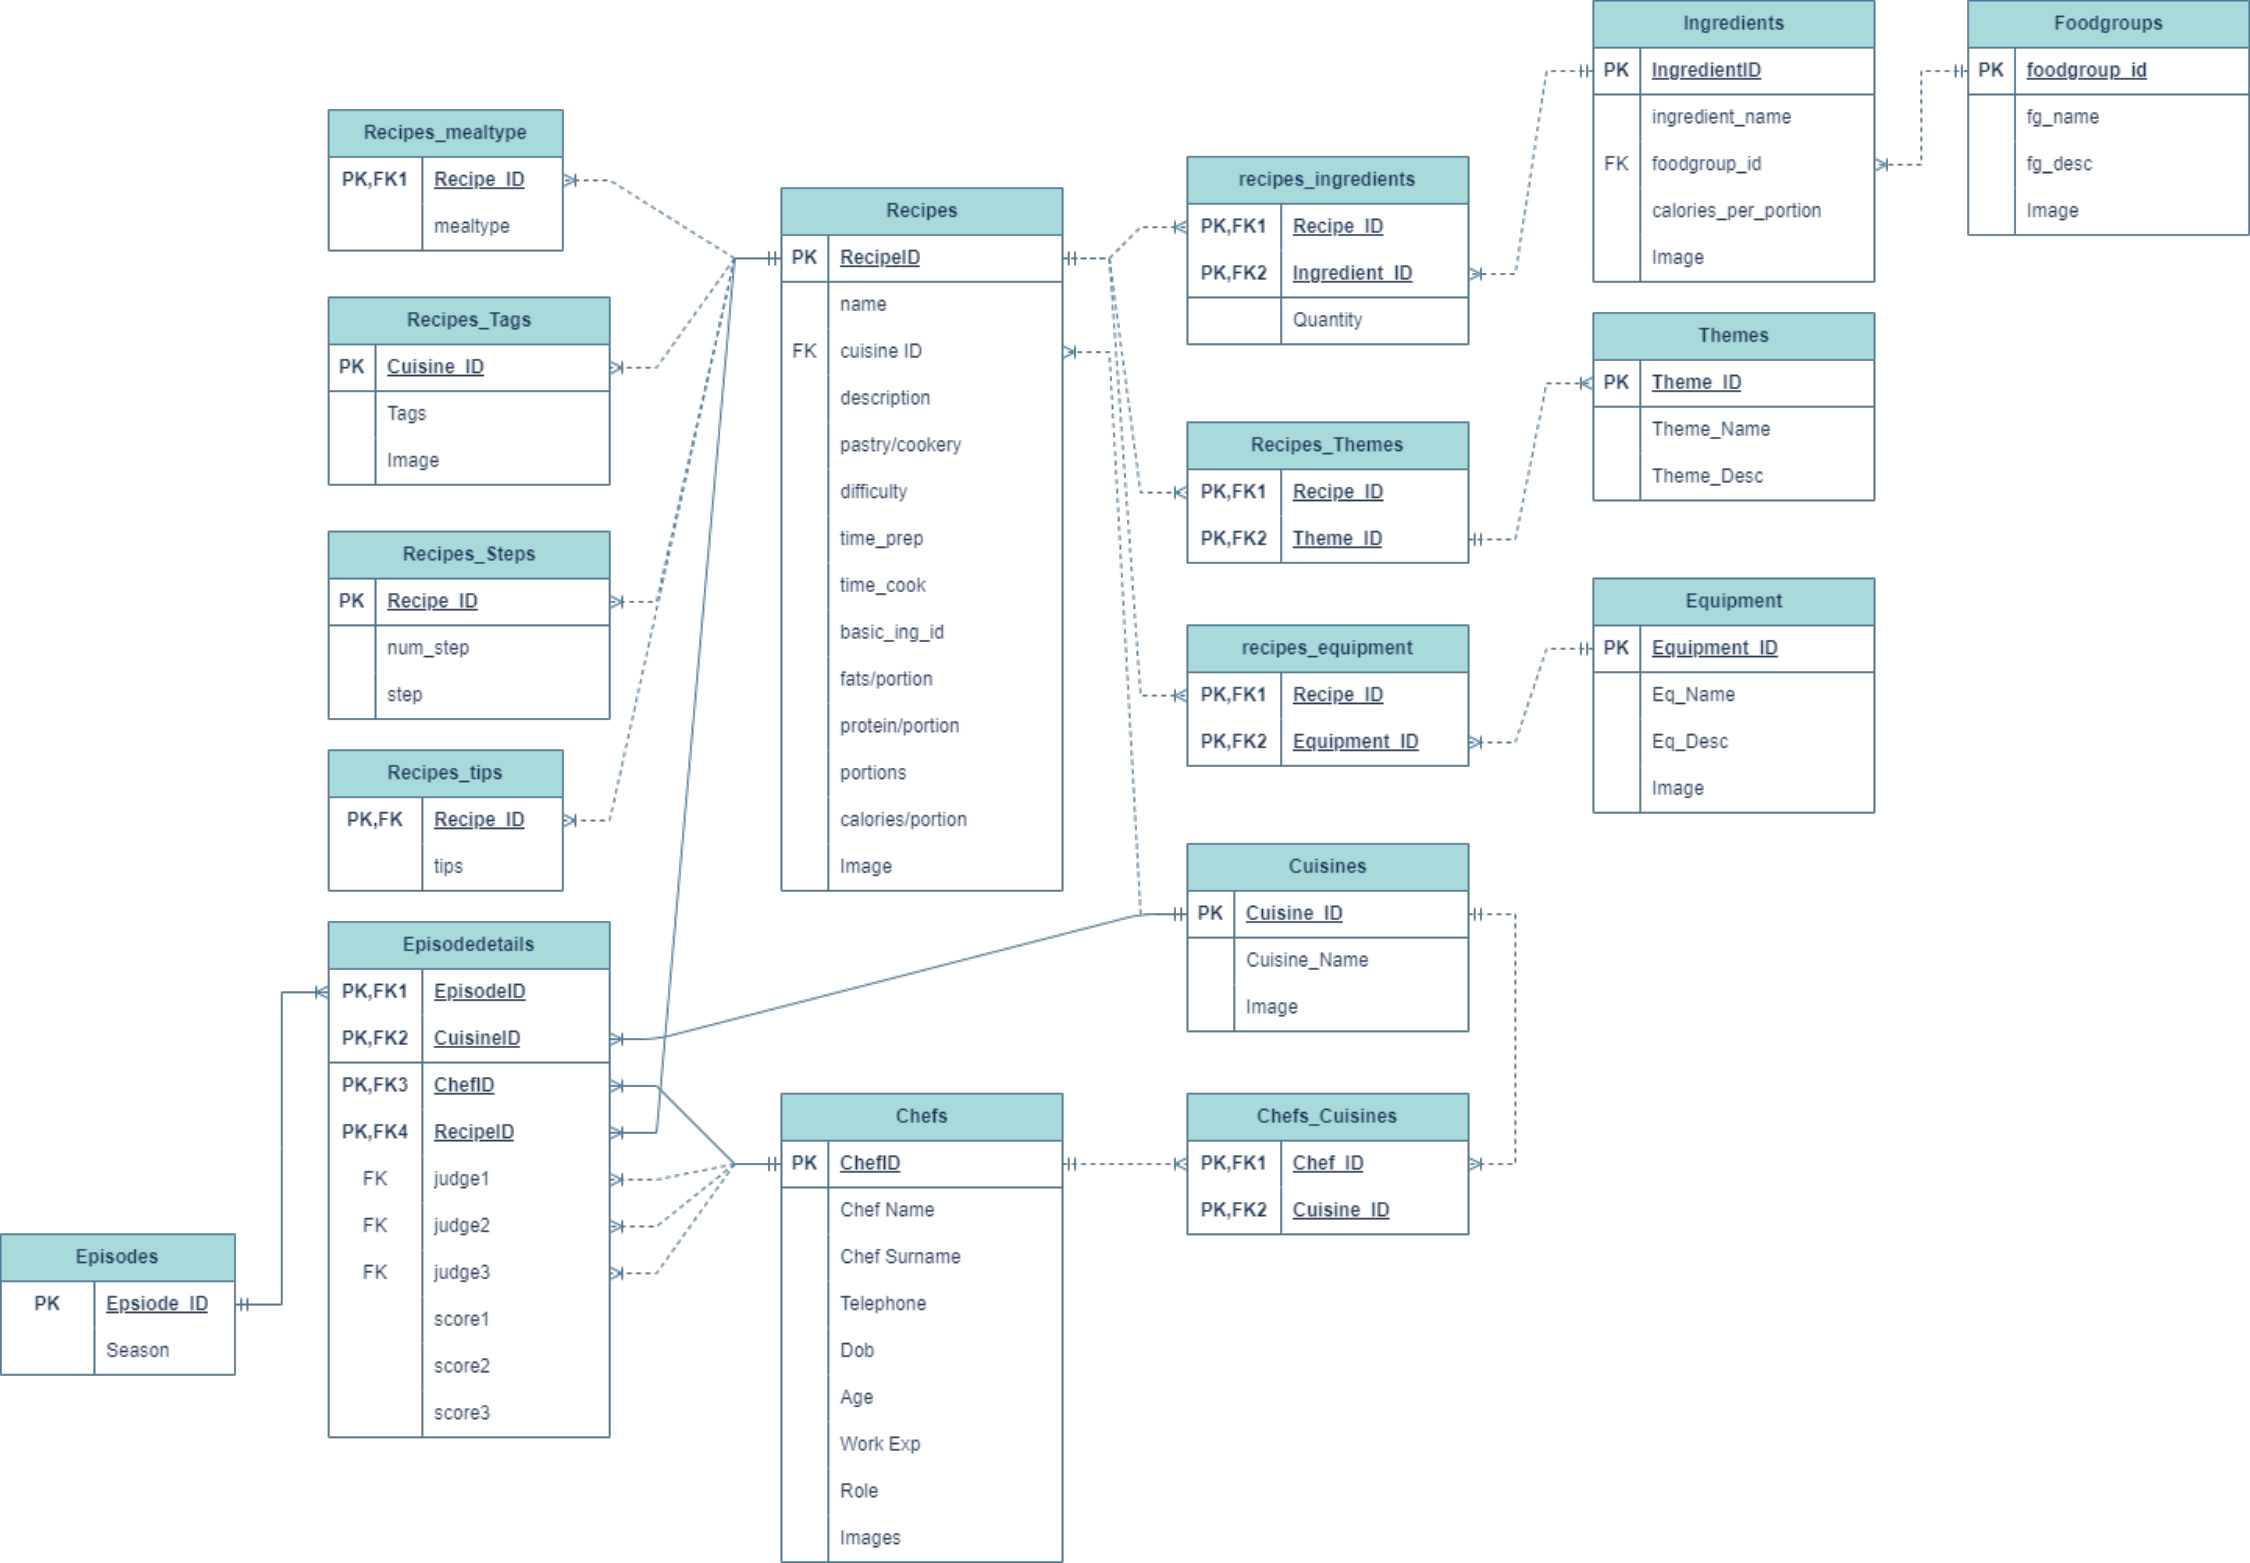 Ingredients
PK IngredientID
ingredient_name
FK foodgroup_id
calories_per_portion
Image
Foodgroups
PK foodgroup_id
fg_name
fg_desc
Image
Recipes_mealtype
PK,FK1 Recipe_ID
mealtype
Recipes_Tags
PK Cuisine_ID
Tags
Image
Recipes_Steps
PK Recipe_ID
num_step
step
Recipes_tips
PK,FK Recipe_ID
tips
Recipes
PK RecipeID
name
FK cuisine ID
description
pastry/cookery
difficulty
time_prep
time_cook
basic_ing_id
fats/portion
protein/portion
portions
calories/portion
Image
recipes_ingredients
PK,FK1 Recipe_ID
PK,FK2 Ingredient_ID
Quantity
Themes
PK Theme_ID
Theme_Name
Theme_Desc
Recipes_Themes
PK,FK1 Recipe_ID
PK,FK2 Theme_ID
Equipment
PK Equipment_ID
Eq_Name
Eq_Desc
Image
recipes_equipment
PK,FK1 Recipe_ID
PK,FK2 Equipment_ID
Cuisines
PK Cuisine_ID
Cuisine_Name
Image
Episodedetails
PK,FK1 EpisodeID
PK,FK2 CuisineID
PK,FK3 ChefID
PK,FK4 RecipeID
FK judge1
FK judge2
FK judge3
score1
score2
score3
Chefs
PK ChefID
Chef Name
Chef Surname
Telephone
Dob
Age
Work Exp
Role
Images
Chefs_Cuisines
PK,FK1 Chef_ID
PK,FK2 Cuisine_ID
Episodes
PK Epsiode_ID
Season